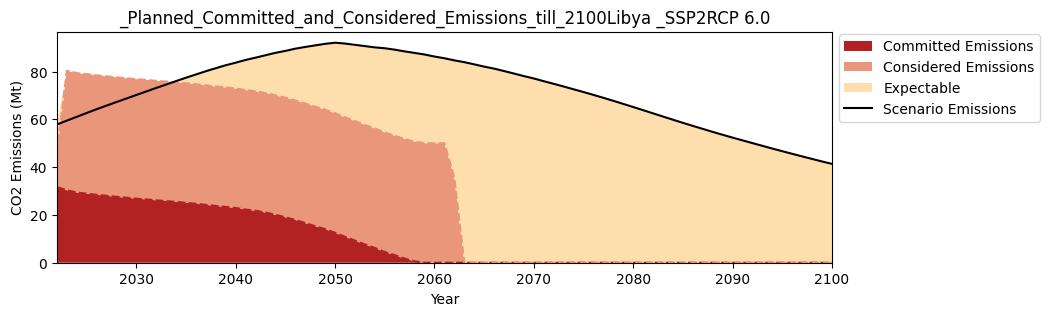 _Planned_Committed_and_Considered_Emissions_till_2100Libya _SSP2RCP 6.0
CO2 Emissions (Mt)
80
60
40
20
0
2030 2040 2050 2060 2070 2080 2090 2100
Year
Committed Emissions
Considered Emissions
Expectable
Scenario Emissions